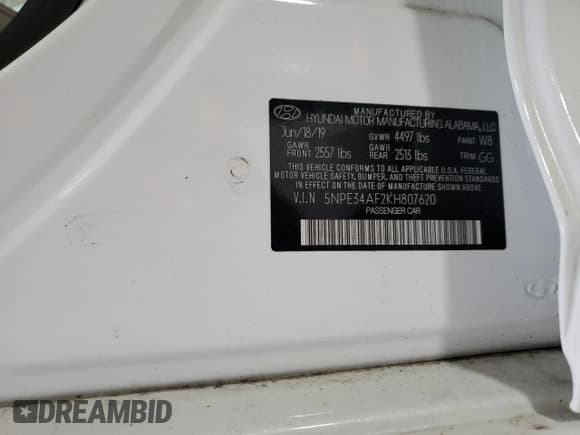 MANUFACTURED BY
HYUNDAI MOTOR MANUFACTURING ALABAMA, LLC
Jun/18/19 GVWR 4497 lbs PAINT W8
GAWR FRONT 2557 lbs GAWR REAR 2513 lbs TRIM GG
THIS VEHICLE CONFORMS TO ALL APPLICABLE U.S.A. FEDERAL
MOTOR VEHICLE SAFETY, BUMPER, AND THEFT PREVENTION STANDARDS
IN EFFECT ON THE DATE OF MANUFACTURE SHOWN ABOVE.
V.I.N 5NPE34AF2KH807620
PASSENGER CAR
DREAMBID